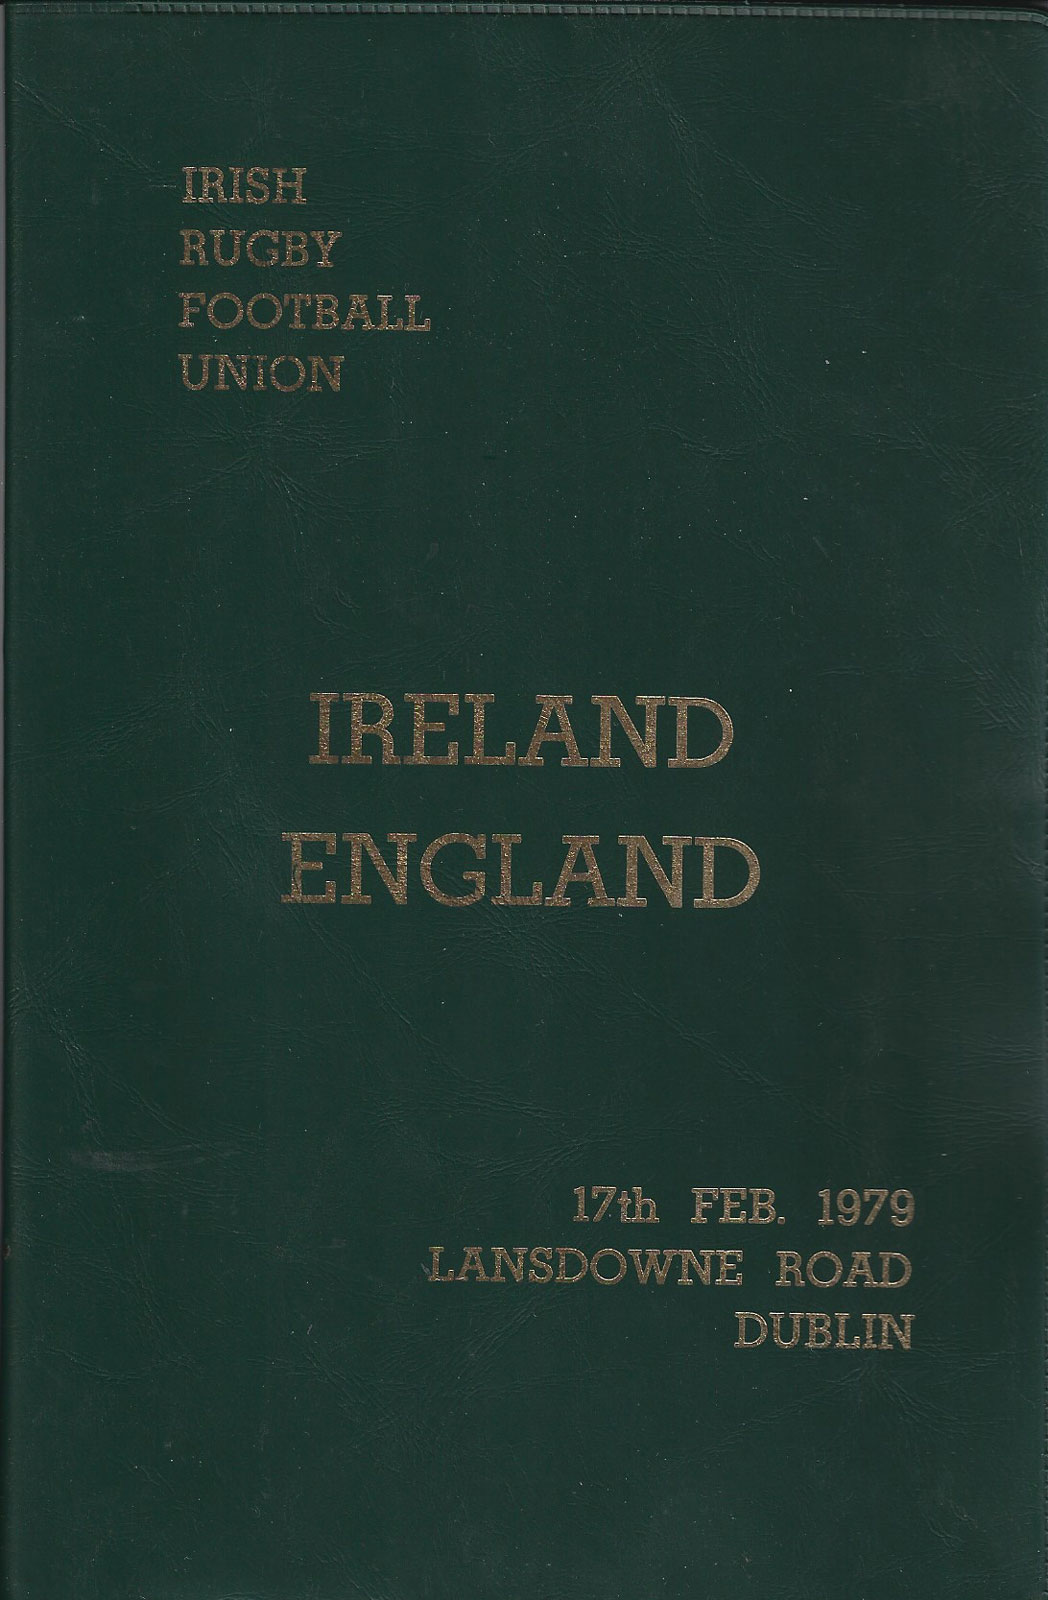 IRISH
RUGBY
FOOTBALL
UNION
IRELAND
ENGLAND
17th FEB. 1979
LANSDOWNE ROAD
DUBLIN